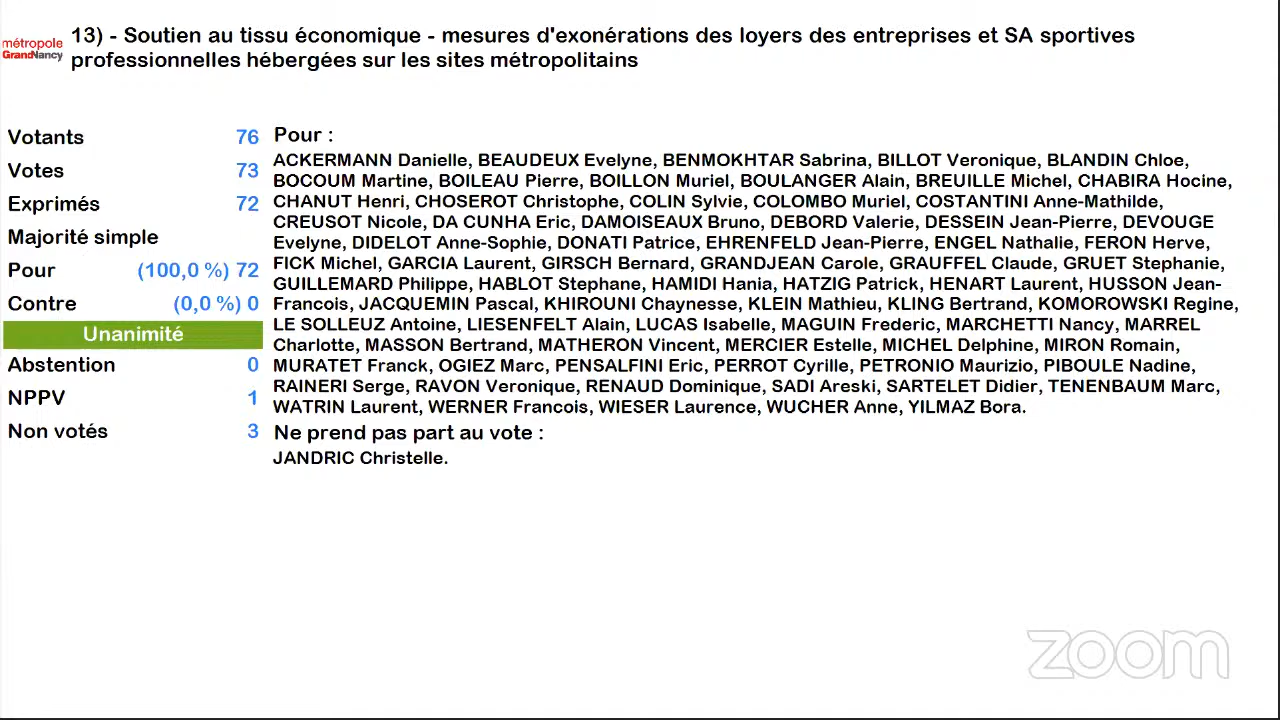 métropole
GrandNancy
13) - Soutien au tissu économique - mesures d'exonérations des loyers des entreprises et SA sportives
professionnelles hébergées sur les sites métropolitains
Votants 76
Votes 73
Exprimés 72
Majorité simple
Pour (100,0 %) 72
Contre (0,0 %) 0
Unanimité
Abstention 0
NPPV 1
Non votés 3
Pour :
ACKERMANN Danielle, BEAUDEUX Evelyne, BENMOKHTAR Sabrina, BILLOT Veronique, BLANDIN Chloe,
BOCOUM Martine, BOILEAU Pierre, BOILLON Muriel, BOULANGER Alain, BREUILLE Michel, CHABIRA Hocine,
CHANUT Henri, CHOSEROT Christophe, COLIN Sylvie, COLOMBO Muriel, COSTANTINI Anne-Mathilde,
CREUSOT Nicole, DA CUNHA Eric, DAMOISEAUX Bruno, DEBORD Valerie, DESSEIN Jean-Pierre, DEVOUGE
Evelyne, DIDELOT Anne-Sophie, DONATI Patrice, EHRENFELD Jean-Pierre, ENGEL Nathalie, FERON Herve,
FICK Michel, GARCIA Laurent, GIRSCH Bernard, GRANDJEAN Carole, GRAUFFEL Claude, GRUET Stephanie,
GUILLEMARD Philippe, HABLOT Stephane, HAMIDI Hania, HATZIG Patrick, HENART Laurent, HUSSON Jean-
Francois, JACQUEMIN Pascal, KHIROUNI Chaynesse, KLEIN Mathieu, KLING Bertrand, KOMOROWSKI Regine,
LE SOLLEUZ Antoine, LIESENFELT Alain, LUCAS Isabelle, MAGUIN Frederic, MARCHETTI Nancy, MARREL
Charlotte, MASSON Bertrand, MATHERON Vincent, MERCIER Estelle, MICHEL Delphine, MIRON Romain,
MURATET Franck, OGIEZ Marc, PENSALFINI Eric, PERROT Cyrille, PETRONIO Maurizio, PIBOULE Nadine,
RAINERI Serge, RAVON Veronique, RENAUD Dominique, SADI Areski, SARTELET Didier, TENENBAUM Marc,
WATRIN Laurent, WERNER Francois, WIESER Laurence, WUCHER Anne, YILMAZ Bora.
Ne prend pas part au vote :
JANDRIC Christelle.
zoom